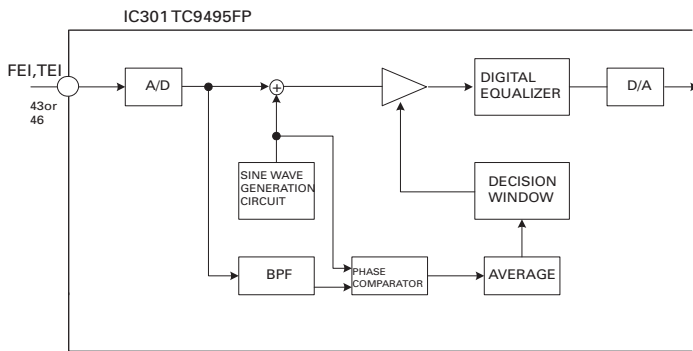 IC301 TC9495FP
FEI,TEI
43or
46
A/D
+
DIGITAL
EQUALIZER
D/A
SINE WAVE
GENERATION
CIRCUIT
DECISION
WINDOW
BPF
PHASE
COMPARATOR
AVERAGE